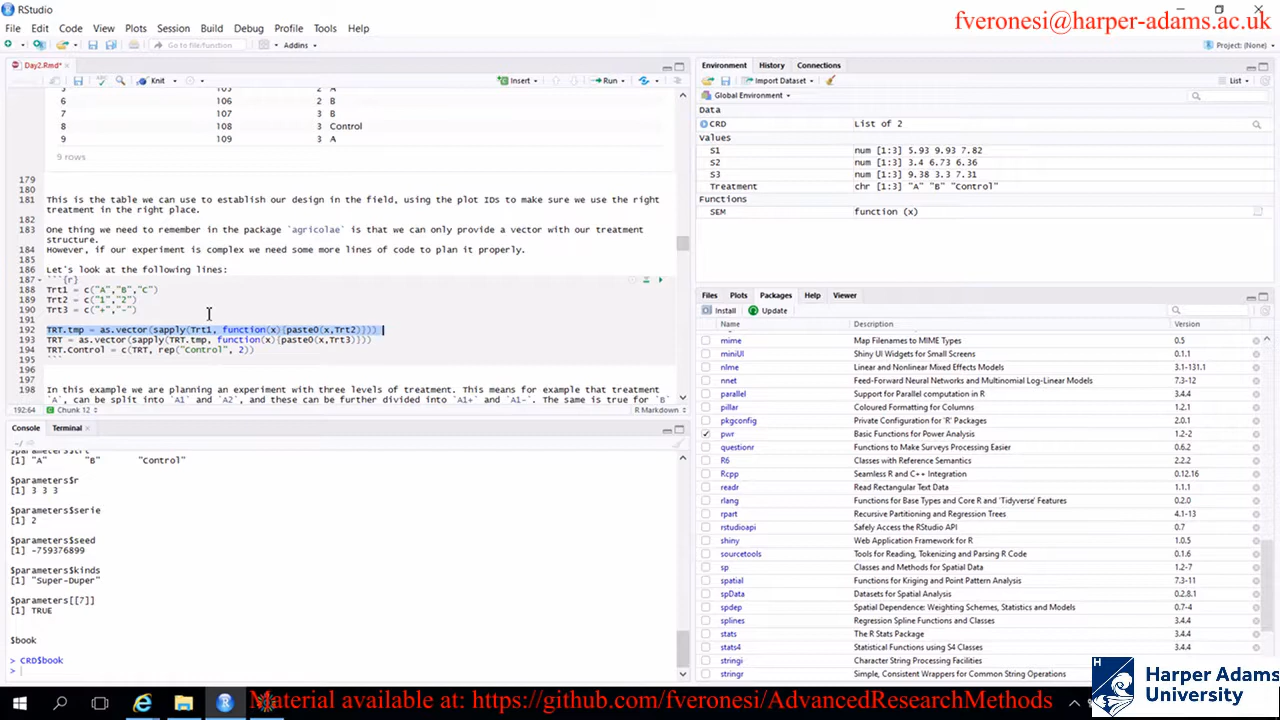 RStudio
fveronesi@harper-adams.ac.uk
File Edit Code View Plots Session Build Debug Profile Tools Help
Go to file/function Addins
Project: (None)
Day2.Rmd*
Knit Insert Run
6 106 2 B
7 107 3 B
8 108 3 Control
9 109 3 A
9 rows
179
180
181 This is the table we can use to establish our design in the field, using the plot IDs to make sure we use the right
treatment in the right place.
182
183 One thing we need to remember in the package `agricolae` is that we can only provide a vector with our treatment
structure.
184 However, if our experiment is complex we need some more lines of code to plan it properly.
185
186 Let's look at the following lines:
187 ```{r}
188 Trt1 = c("A","B","C")
189 Trt2 = c("1","2")
190 Trt3 = c("+","-")
191
192 TRT.tmp = as.vector(sapply(Trt1, function(x){paste0(x,Trt2)}))
193 TRT = as.vector(sapply(TRT.tmp, function(x){paste0(x,Trt3)}))
194 TRT.Control = c(TRT, rep("Control", 2))
195 ```
196
197
198 In this example we are planning an experiment with three levels of treatment. This means for example that treatment
`A`, can be split into `A1` and `A2`, and these can be further divided into `A1+` and `A1-`. The same is true for `B`
192:64 Chunk 12 R Markdown
Console Terminal
~/
$parameters$trt
[1] "A" "B" "Control"
$parameters$r
[1] 3 3 3
$parameters$serie
[1] 2
$parameters$seed
[1] -759376899
$parameters$kinds
[1] "Super-Duper"
$parameters[[7]]
[1] TRUE
$book
> CRD$book
>
Environment History Connections
Import Dataset List
Global Environment
Data
CRD List of 2
Values
S1 num [1:3] 5.93 9.93 7.82
S2 num [1:3] 3.4 6.73 6.36
S3 num [1:3] 9.38 3.3 7.31
Treatment chr [1:3] "A" "B" "Control"
Functions
SEM function (x)
Files Plots Packages Help Viewer
Install Update
Name Description Version
mime Map Filenames to MIME Types 0.5
miniUI Shiny UI Widgets for Small Screens 0.1.1
nlme Linear and Nonlinear Mixed Effects Models 3.1-131.1
nnet Feed-Forward Neural Networks and Multinomial Log-Linear Models 7.3-12
parallel Support for Parallel computation in R 3.4.4
pillar Coloured Formatting for Columns 1.2.1
pkgconfig Private Configuration for 'R' Packages 2.0.1
pwr Basic Functions for Power Analysis 1.2-2
questionr Functions to Make Surveys Processing Easier 0.6.2
R6 Classes with Reference Semantics 2.2.2
Rcpp Seamless R and C++ Integration 0.12.16
readr Read Rectangular Text Data 1.1.1
rlang Functions for Base Types and Core R and 'Tidyverse' Features 0.2.0
rpart Recursive Partitioning and Regression Trees 4.1-13
rstudioapi Safely Access the RStudio API 0.7
shiny Web Application Framework for R 1.0.5
sourcetools Tools for Reading, Tokenizing and Parsing R Code 0.1.6
sp Classes and Methods for Spatial Data 1.2-7
spatial Functions for Kriging and Point Pattern Analysis 7.3-11
spData Datasets for Spatial Analysis 0.2.8.1
spdep Spatial Dependence: Weighting Schemes, Statistics and Models 0.7-4
splines Regression Spline Functions and Classes 3.4.4
stats The R Stats Package 3.4.4
stats4 Statistical Functions using S4 Classes 3.4.4
stringi Character String Processing Facilities
stringr Simple, Consistent Wrappers for Common String Operations
Harper Adams
University
Material available at: https://github.com/fveronesi/AdvancedResearchMethods